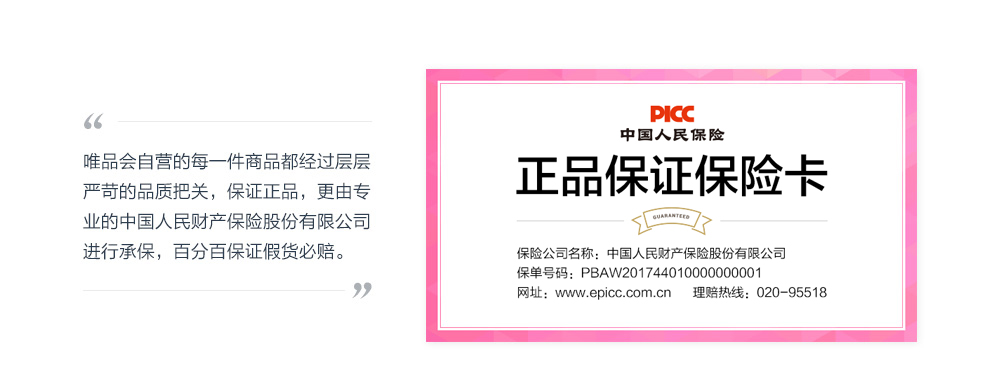 “
唯品会自营的每一件商品都经过层层
严苛的品质把关，保证正品，更由专
业的中国人民财产保险股份有限公司
进行承保，百分百保证假货必赔。
”
PICC
中国人民保险
正品保证保险卡
GUARANTEED
保险公司名称：中国人民财产保险股份有限公司
保单号码：PBAW201744010000000001
网址：www.epicc.com.cn 理赔热线：020-95518